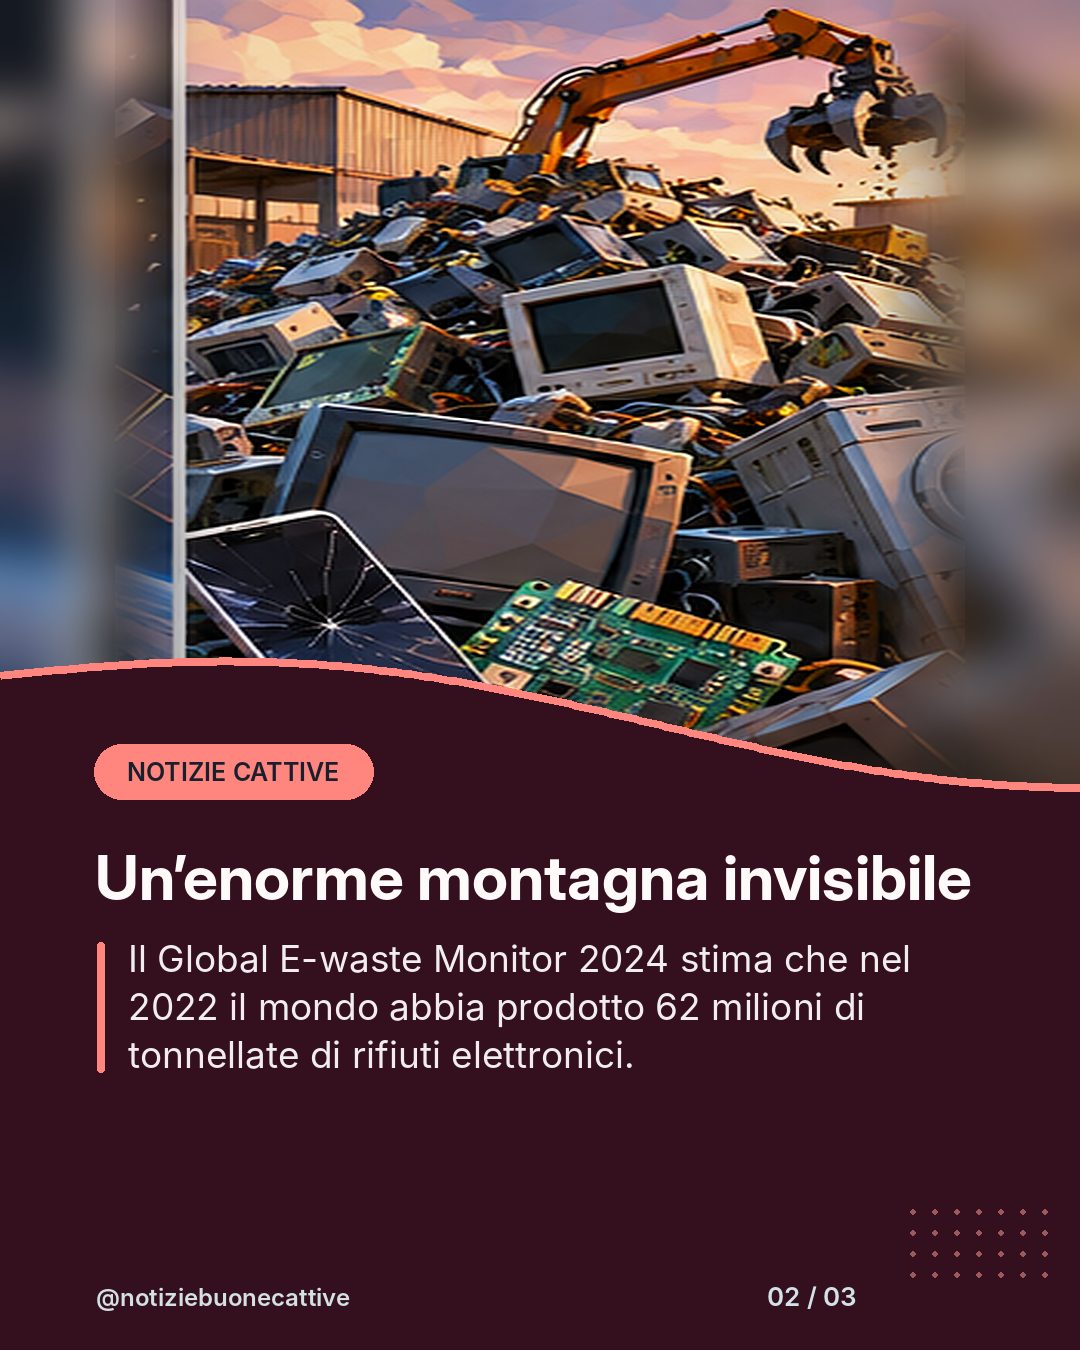 NOTIZIE CATTIVE
Un’enorme montagna invisibile
Il Global E-waste Monitor 2024 stima che nel
2022 il mondo abbia prodotto 62 milioni di
tonnellate di rifiuti elettronici.
@notiziebuonecattive
02 / 03